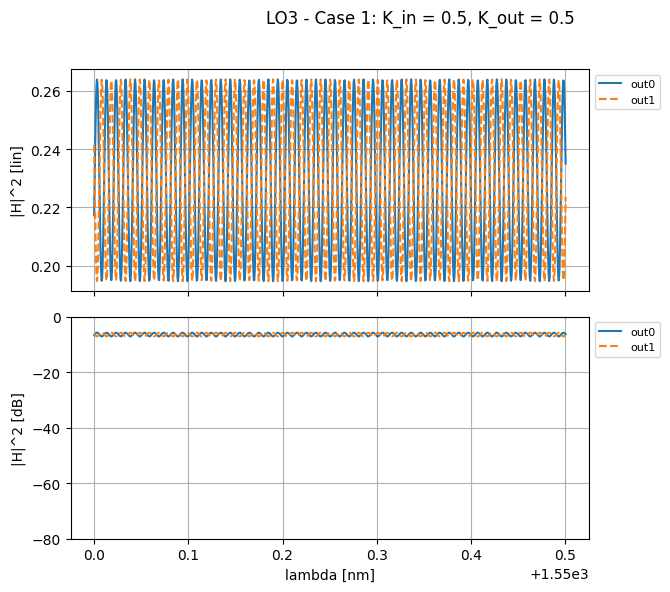 LO3 - Case 1: K_in = 0.5, K_out = 0.5
|H|^2 [lin]
0.26
0.24
0.22
0.20
out0
out1
|H|^2 [dB]
0
−20
−40
−60
−80
out0
out1
0.0
0.1
0.2
0.3
0.4
0.5
lambda [nm]
+1.55e3